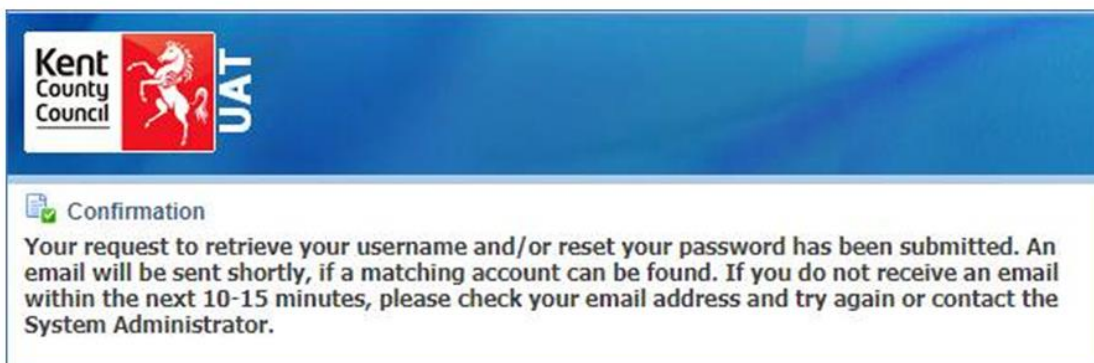 Kent
County
Council
UAT
Confirmation
Your request to retrieve your username and/or reset your password has been submitted. An
email will be sent shortly, if a matching account can be found. If you do not receive an email
within the next 10-15 minutes, please check your email address and try again or contact the
System Administrator.